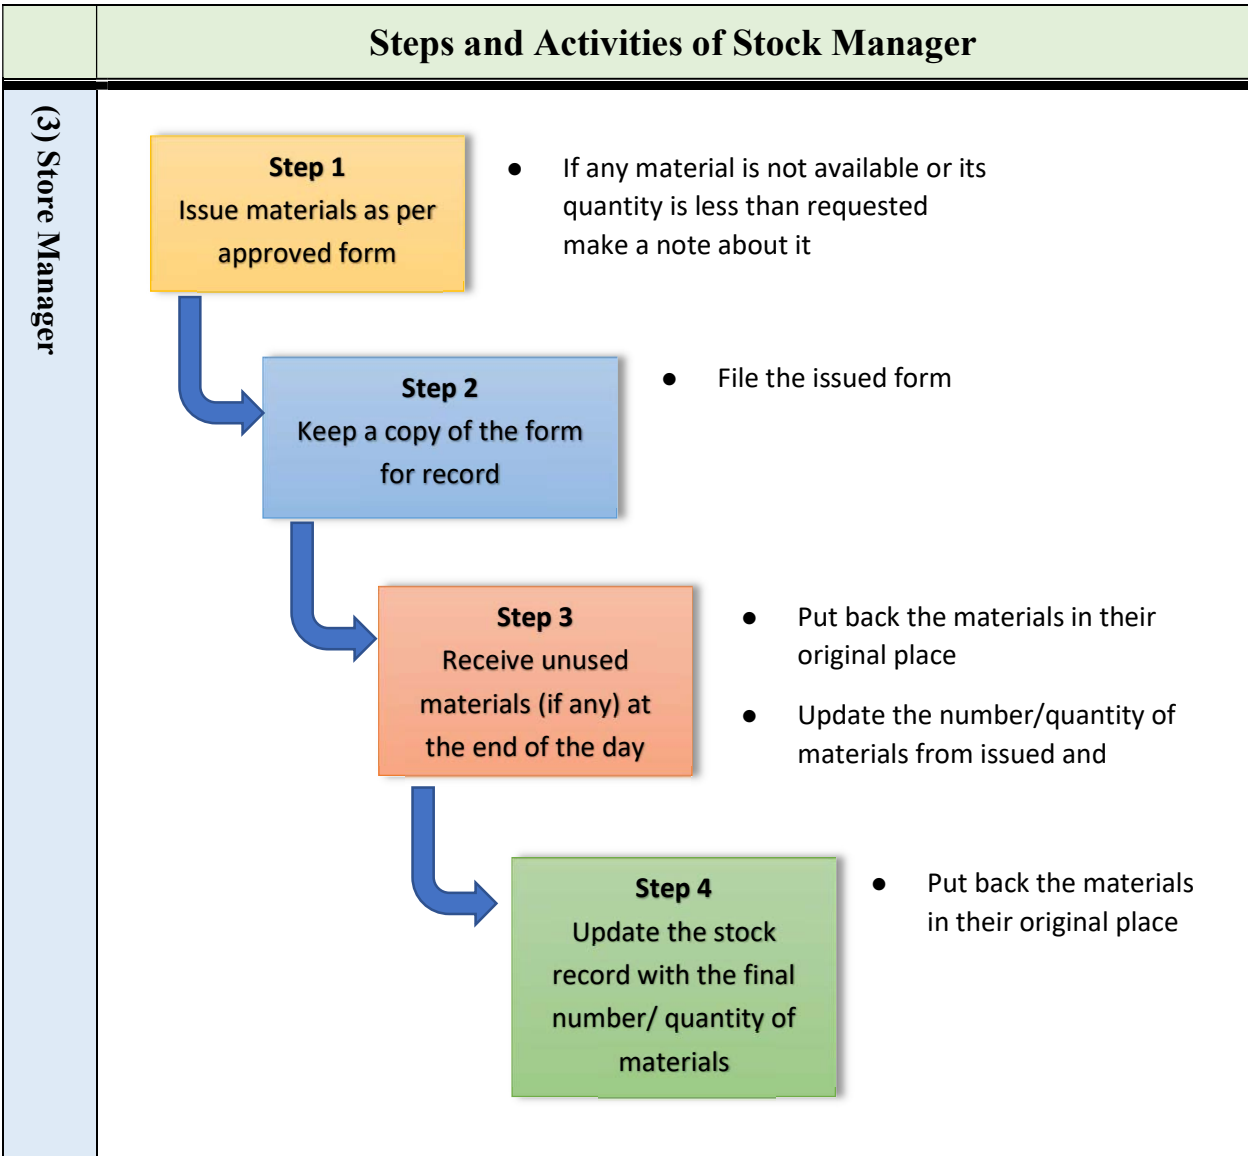 Steps and Activities of Stock Manager
(3) Store Manager
Step 1
Issue materials as per
approved form
● If any material is not available or its
quantity is less than requested
make a note about it
Step 2
Keep a copy of the form
for record
● File the issued form
Step 3
Receive unused
materials (if any) at
the end of the day
● Put back the materials in their
original place
● Update the number/quantity of
materials from issued and
Step 4
Update the stock
record with the final
number/ quantity of
materials
● Put back the materials
in their original place